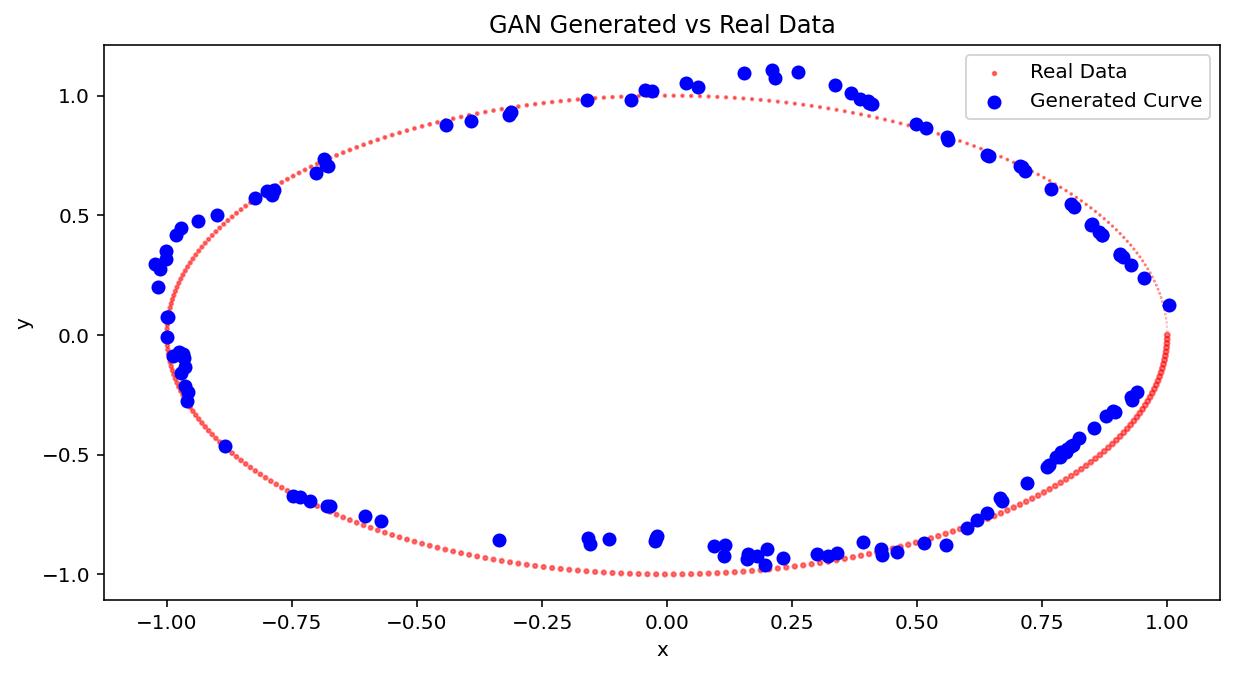 GAN Generated vs Real Data
Real Data
Generated Curve
1.0
0.5
0.0
−0.5
−1.0
y
−1.00 −0.75 −0.50 −0.25 0.00 0.25 0.50 0.75 1.00
x